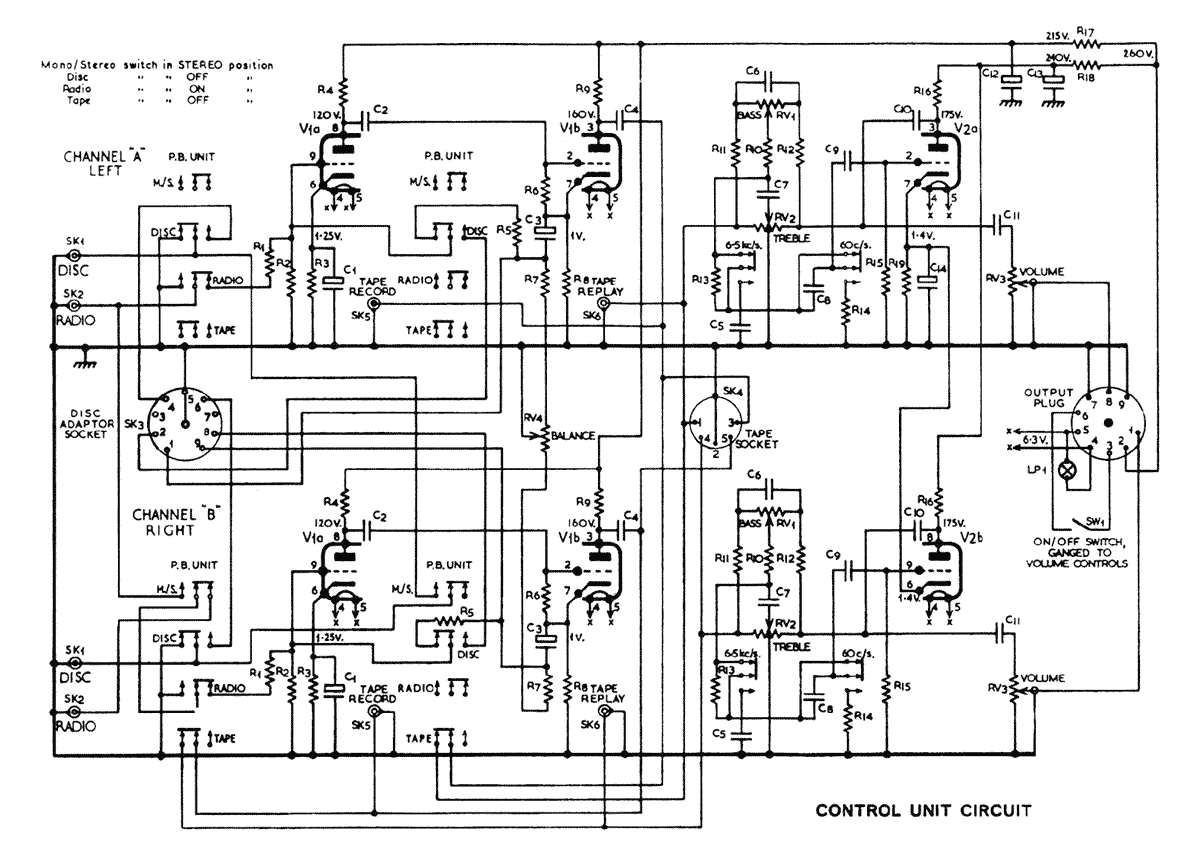 Mono/Stereo switch in STEREO position
Disc " " OFF "
Radio " " ON "
Tape " " OFF "
215V. R17
240V. 260V.
R18
C12 C13
R4
120V. C2
V1a 8
9
6
4 5
x x
1·25V.
R9
160V. C4
V1b 3
2
7
4 5
x x
1V.
C6
BASS RV1
R11 R10 R12
C7
RV2
TREBLE
R16
C10 175V.
V2a
3
C9
2
7
4 5
x x
1·4V.
C11
CHANNEL "A"
LEFT
P.B. UNIT
M/S.
DISC
RADIO
TAPE
SK1
DISC
SK2
RADIO
R1 R2 R3 C1
P.B. UNIT
M/S.
DISC
RADIO
TAPE
R5
R6
C3
R7
R8
TAPE
RECORD
SK5
TAPE
REPLAY
SK6
6·5kc/s.
R13
C5
60c/s.
C8
R14
R15
R19
C14
RV3
VOLUME
DISC
ADAPTOR
SOCKET
SK3
4 5 6
3 7
2 8
1 9
RV4
BALANCE
SK4
1 3
4 5
2
TAPE
SOCKET
OUTPUT
PLUG
7 8 9
6
5 1
4 3 2
x
x 6·3V.
LP1
SW1
ON/OFF SWITCH,
GANGED TO
VOLUME CONTROLS
CHANNEL "B"
RIGHT
R4
120V. C2
V1a 8
9
6
4 5
x x
1·25V.
R9
160V. C4
V1b 3
2
7
4 5
x x
1V.
C6
BASS RV1
R11 R10 R12
C7
RV2
TREBLE
R16
C10 175V.
8 V2b
C9
9
6
4 5
x x
1·4V.
C11
P.B. UNIT
M/S.
DISC
RADIO
TAPE
SK1
DISC
SK2
RADIO
R1 R2 R3 C1
P.B. UNIT
M/S.
R5
DISC
RADIO
TAPE
R6
C3
R7
R8
TAPE
RECORD
SK5
TAPE
REPLAY
SK6
6·5kc/s.
R13
C5
60c/s.
C8
R14
R15
RV3
VOLUME
CONTROL UNIT CIRCUIT